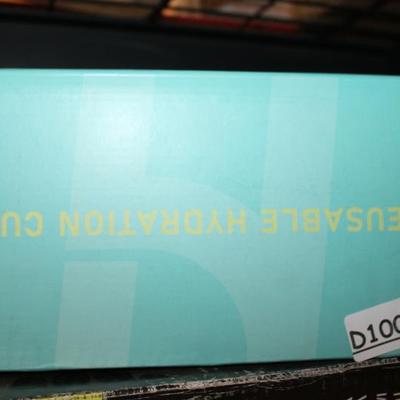 EUSABLE HYDRATION CU
D100